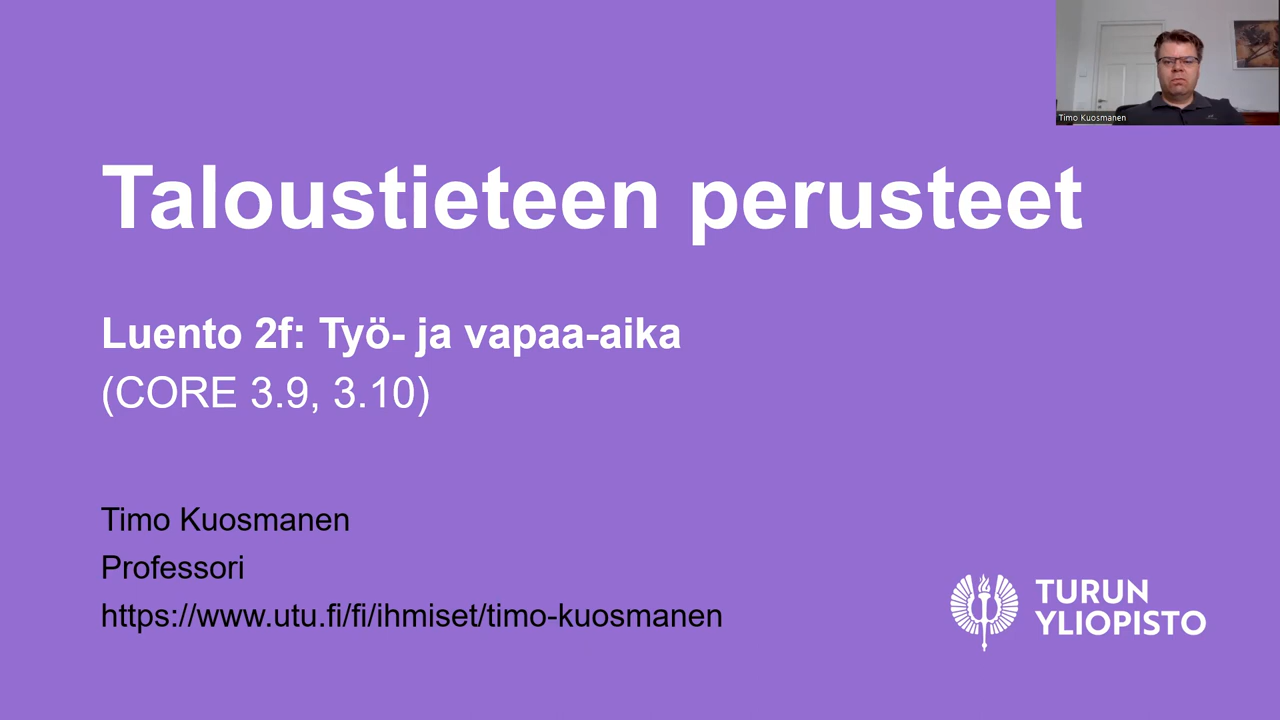 Timo Kuosmanen
Taloustieteen perusteet
Luento 2f: Työ- ja vapaa-aika
(CORE 3.9, 3.10)
Timo Kuosmanen
Professori
https://www.utu.fi/fi/ihmiset/timo-kuosmanen
TURUN
YLIOPISTO